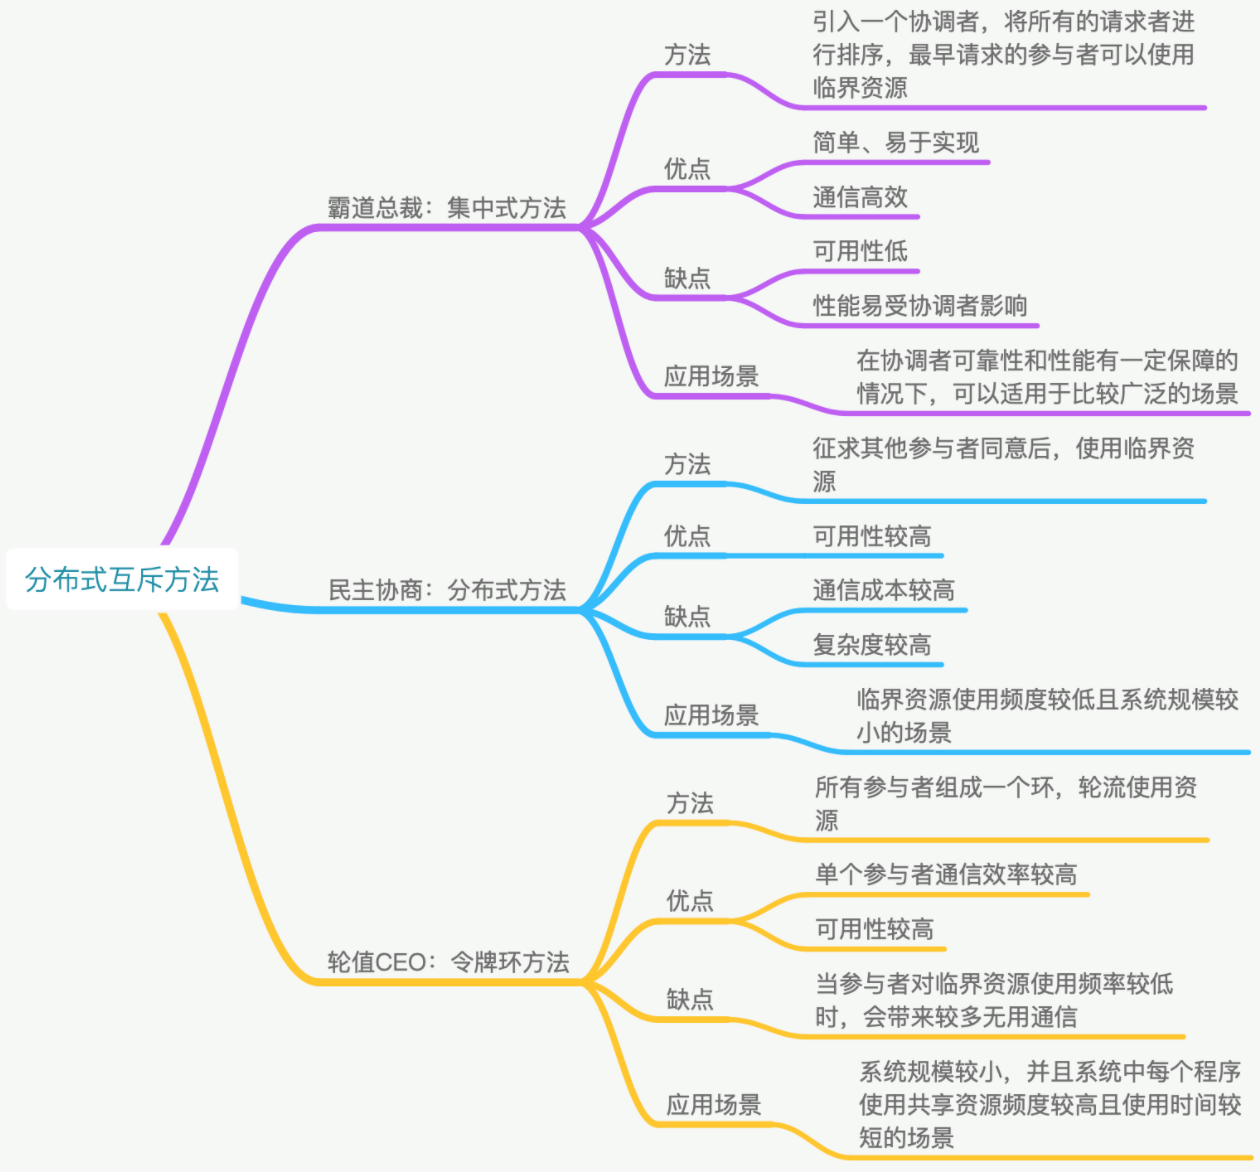 分布式互斥方法
霸道总裁：集中式方法
方法
引入一个协调者，将所有的请求者进
行排序，最早请求的参与者可以使用
临界资源
优点
简单、易于实现
通信高效
缺点
可用性低
性能易受协调者影响
应用场景
在协调者可靠性和性能有一定保障的
情况下，可以适用于比较广泛的场景
民主协商：分布式方法
方法
征求其他参与者同意后，使用临界资
源
优点
可用性较高
缺点
通信成本较高
复杂度较高
应用场景
临界资源使用频度较低且系统规模较
小的场景
轮值CEO：令牌环方法
方法
所有参与者组成一个环，轮流使用资
源
优点
单个参与者通信效率较高
可用性较高
缺点
当参与者对临界资源使用频率较低
时，会带来较多无用通信
应用场景
系统规模较小，并且系统中每个程序
使用共享资源频度较高且使用时间较
短的场景